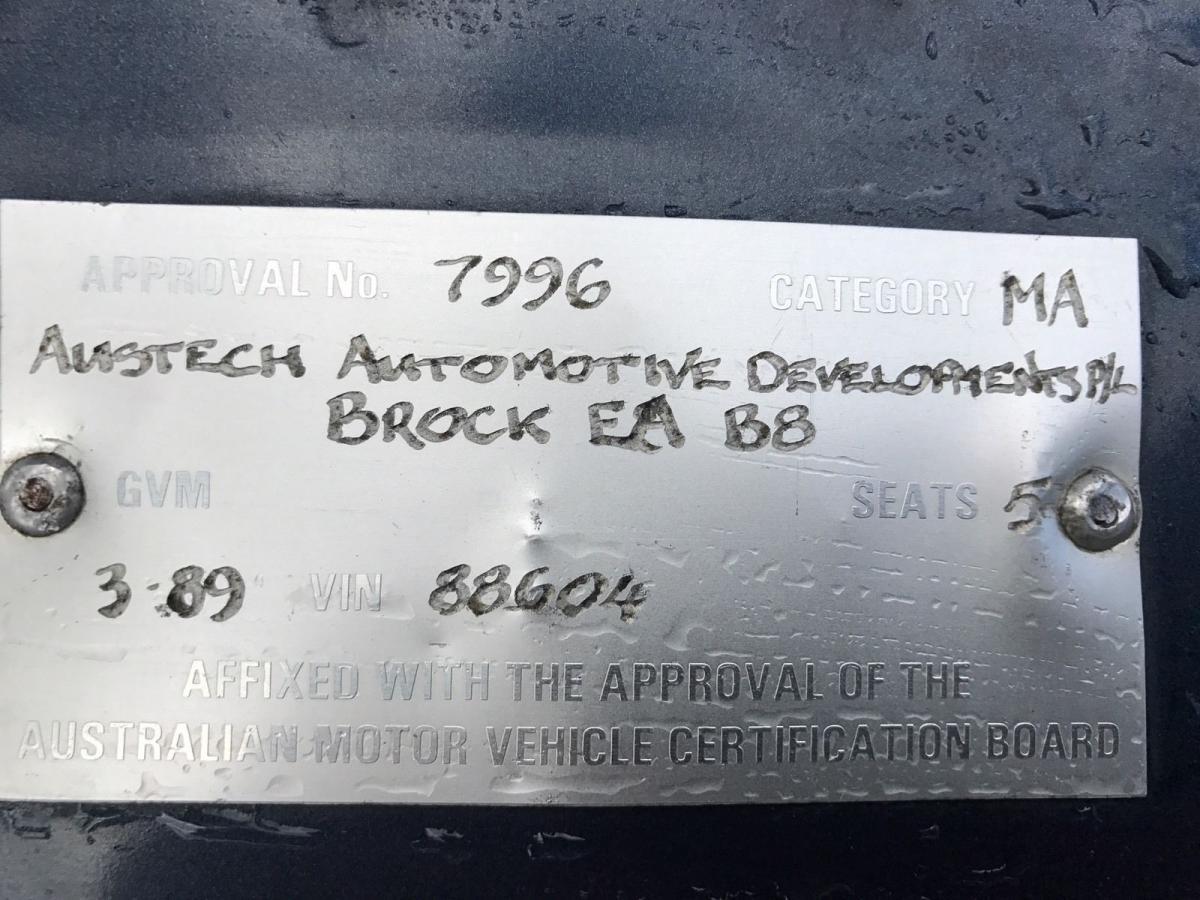 APPROVAL No. 7996 CATEGORY MA
AUSTECH AUTOMOTIVE DEVELOPMENTS P/L
BROCK EA B8
GVM SEATS 5
3·89 VIN 88604
AFFIXED WITH THE APPROVAL OF THE
AUSTRALIAN MOTOR VEHICLE CERTIFICATION BOARD